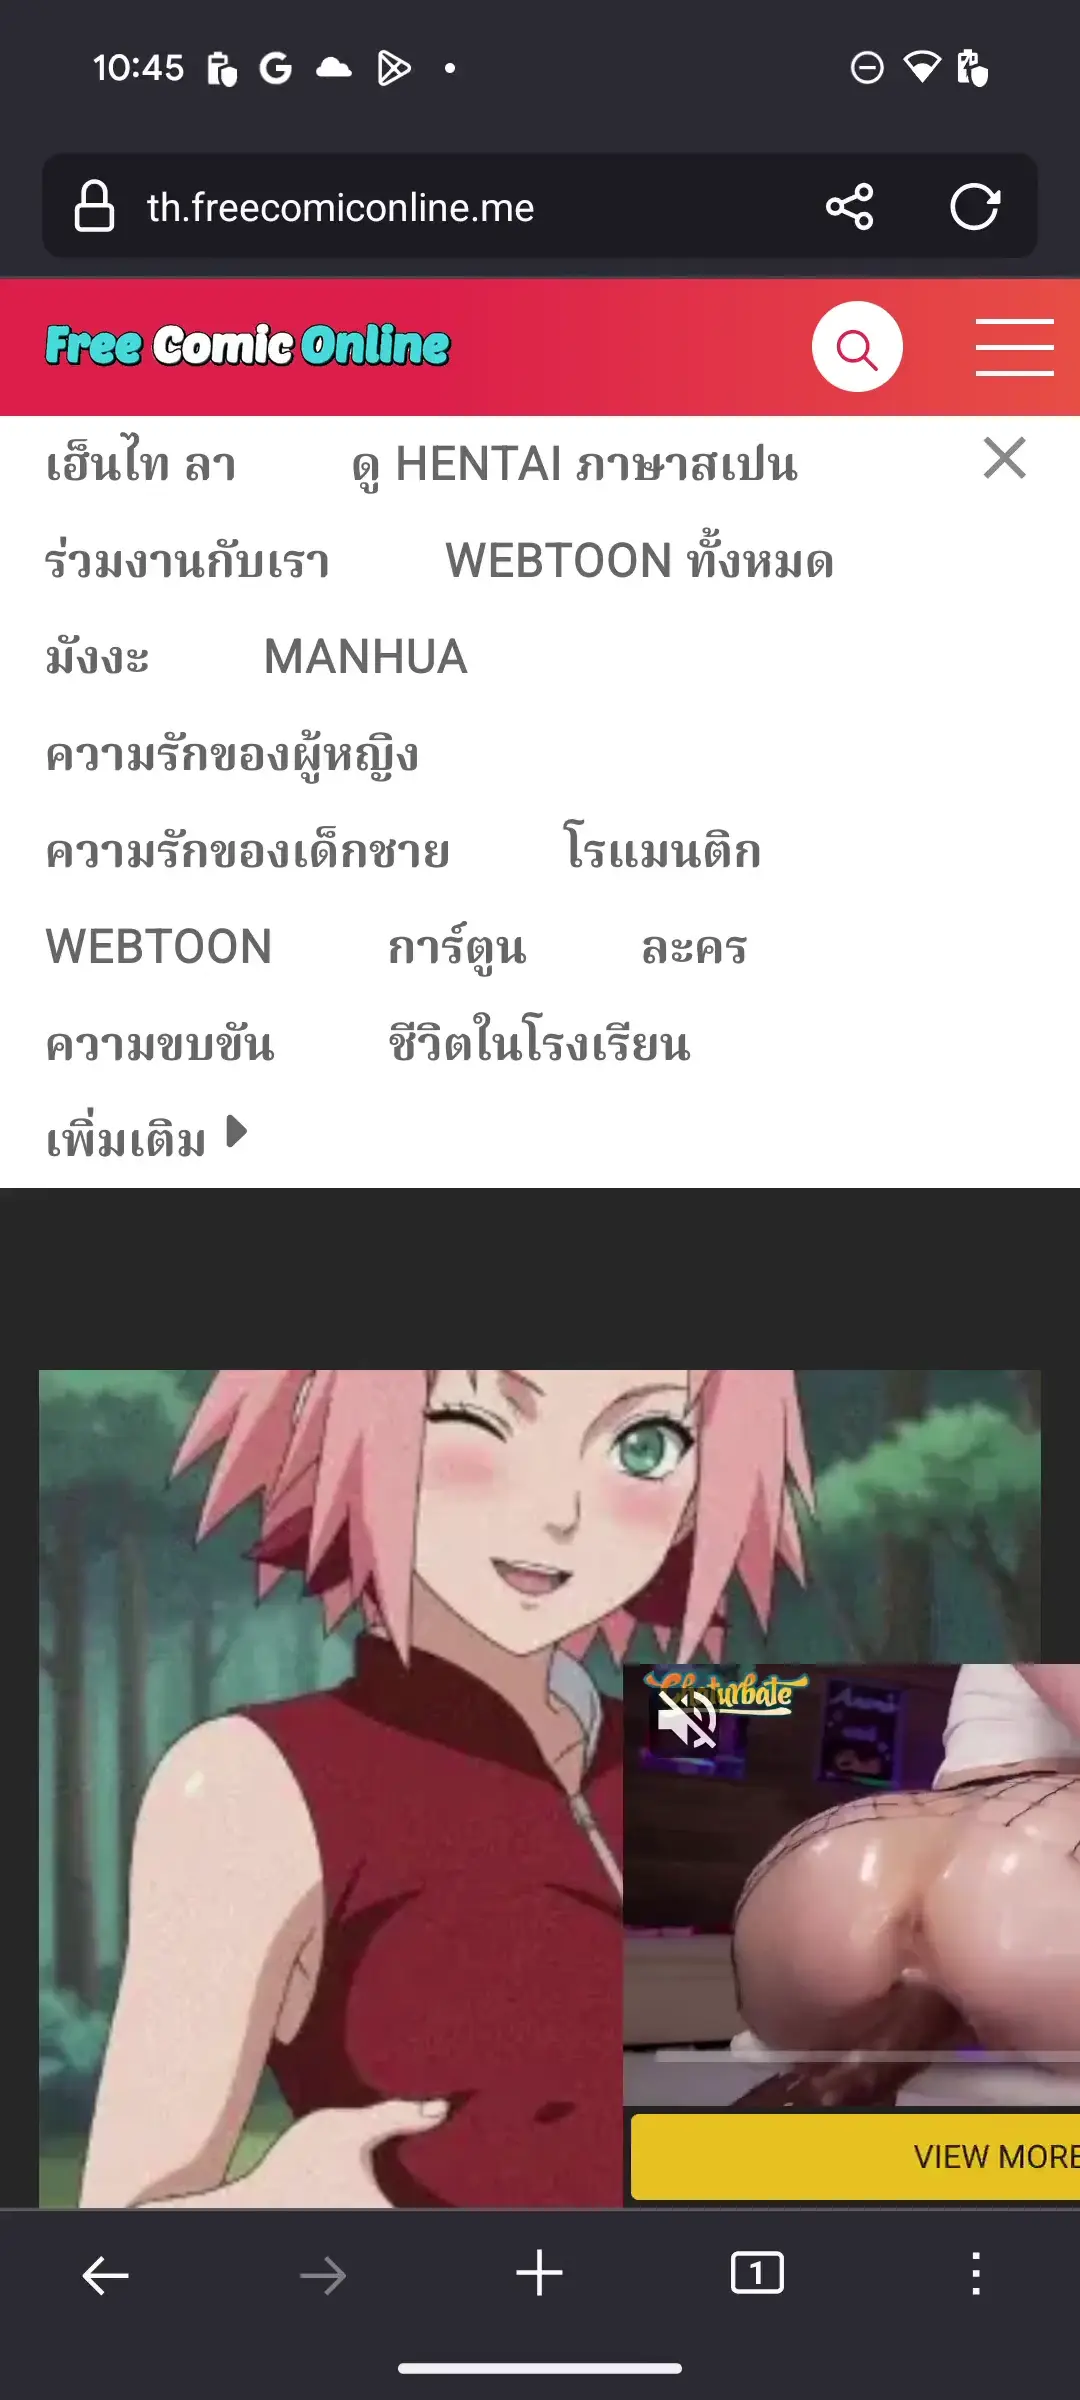 10:45
th.freecomiconline.me
Free Comic Online
เฮ็นไท ลา ดู HENTAI ภาษาสเปน
ร่วมงานกับเรา WEBTOON ทั้งหมด
มังงะ MANHUA
ความรักของผู้หญิง
ความรักของเด็กชาย โรแมนติก
WEBTOON การ์ตูน ละคร
ความขบขัน ชีวิตในโรงเรียน
เพิ่มเติม
Chaturbate
VIEW MORE
1